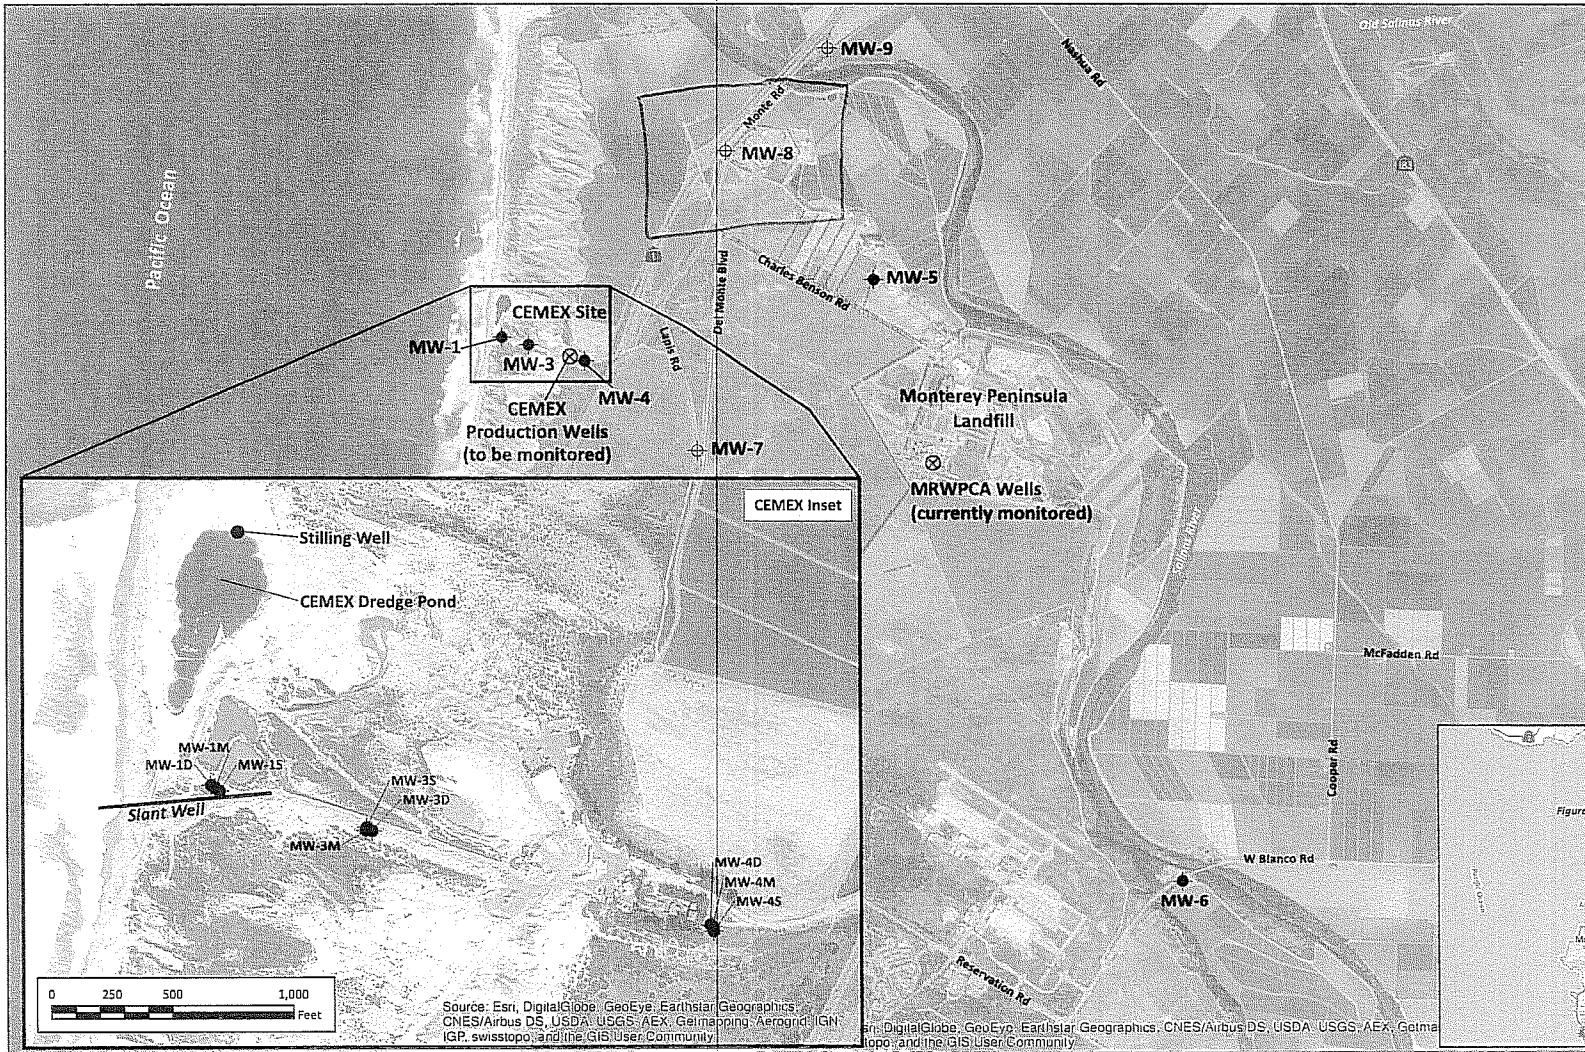 Old Salinas River
MW-9
Nashua Rd
Monte Rd
MW-8
Pacific Ocean
Charles Benson Rd
MW-5
Del Monte Blvd
CEMEX Site
Lapis Rd
MW-1
MW-3
MW-4
CEMEX
Production Wells
(to be monitored)
Monterey Peninsula
Landfill
MW-7
MRWPCA Wells
(currently monitored)
Salinas River
CEMEX Inset
Stilling Well
CEMEX Dredge Pond
McFadden Rd
MW-1M
MW-1D
MW-1S
MW-3S
MW-3D
Slant Well
MW-3M
Cooper Rd
Figur
W Blanco Rd
MW-4D
MW-4M
MW-4S
MW-6
Reservation Rd
0 250 500 1,000
Feet
Source: Esri, DigitalGlobe, GeoEye, Earthstar Geographics,
CNES/Airbus DS, USDA, USGS, AEX, Getmapping, Aerogrid, IGN,
IGP, swisstopo, and the GIS User Community
sri, DigitalGlobe, GeoEye, Earthstar Geographics, CNES/Airbus DS, USDA, USGS, AEX, Getma
topo, and the GIS User Community